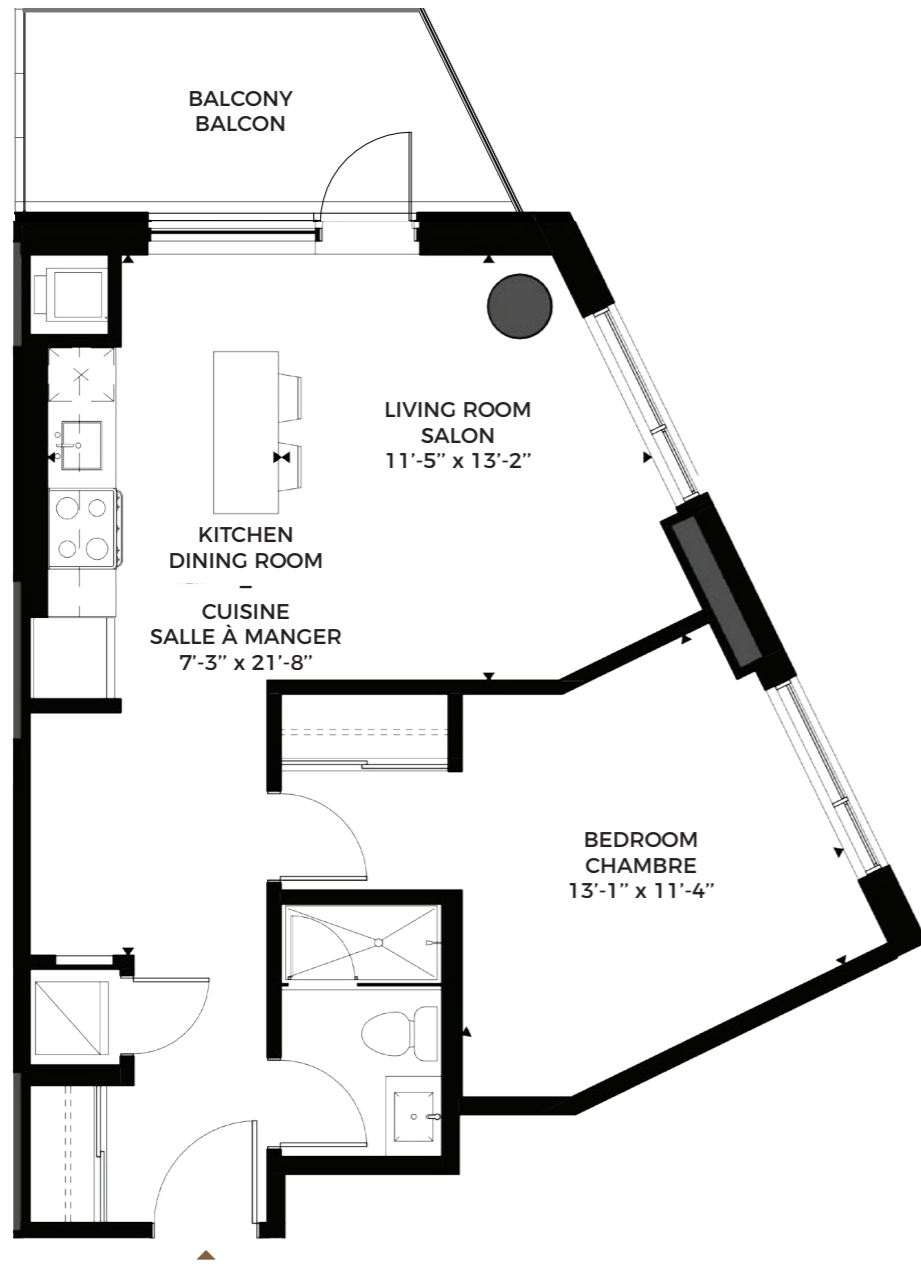 BALCONY
BALCON
LIVING ROOM
SALON
11'-5” x 13'-2”
KITCHEN
DINING ROOM
–
CUISINE
SALLE À MANGER
7'-3” x 21'-8”
BEDROOM
CHAMBRE
13'-1” x 11'-4”